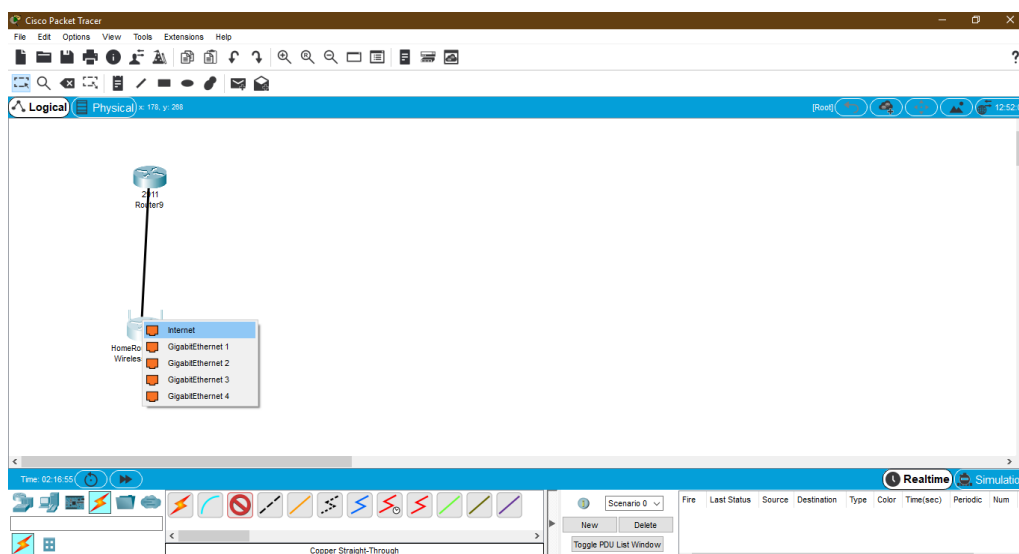 Cisco Packet Tracer
File Edit Options View Tools Extensions Help
?
Logical Physical x: 178, y: 268 [Root] 12:52:
2911
Router9
Internet
GigabitEthernet 1
GigabitEthernet 2
GigabitEthernet 3
GigabitEthernet 4
HomeRo
Wireles
Time: 02:16:55 Realtime Simulatio
Scenario 0 Fire Last Status Source Destination Type Color Time(sec) Periodic Num
New Delete
Toggle PDU List Window
Copper Straight-Through